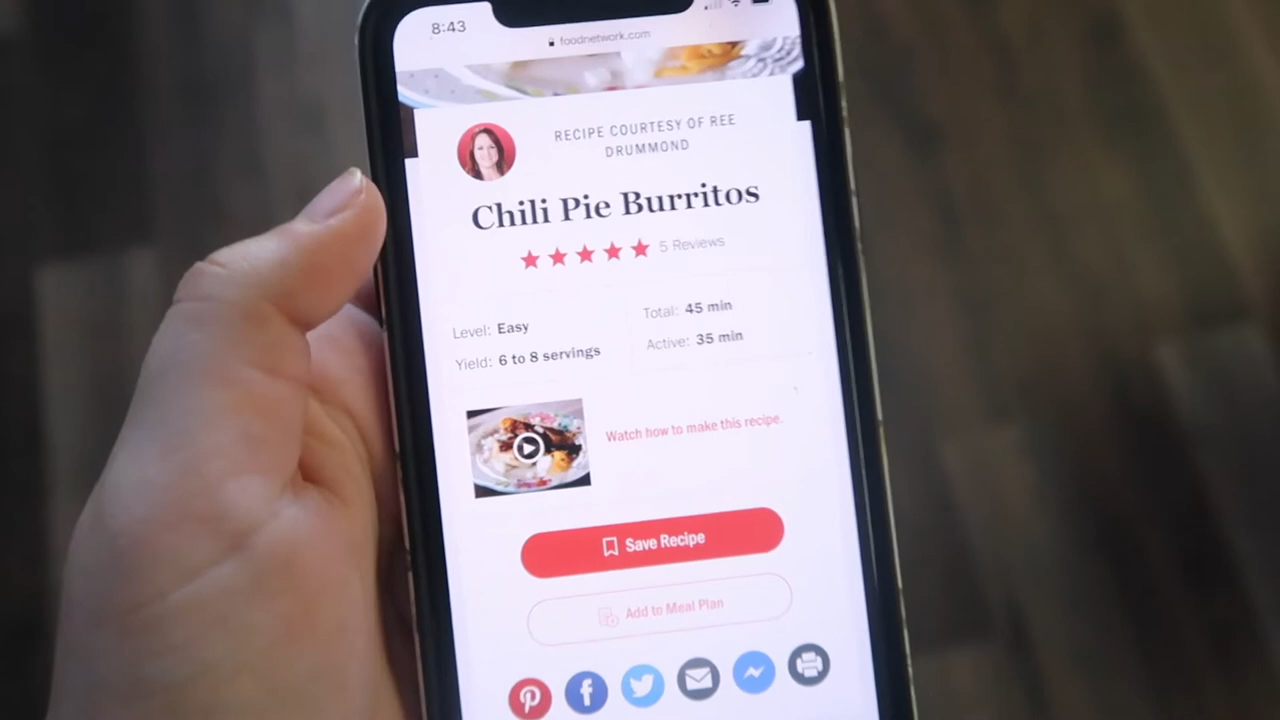 8:43
foodnetwork.com
RECIPE COURTESY OF REE
DRUMMOND
Chili Pie Burritos
5 Reviews
Level: Easy
Yield: 6 to 8 servings
Total: 45 min
Active: 35 min
Watch how to make this recipe.
Save Recipe
Add to Meal Plan